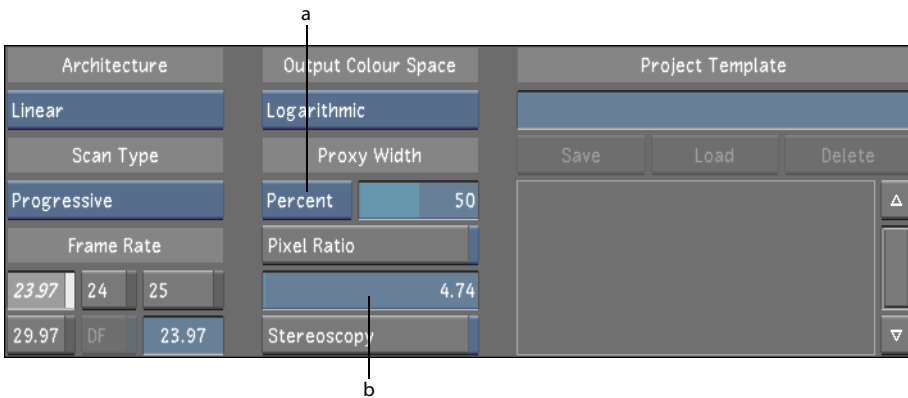 a
Architecture
Output Colour Space
Project Template
Linear
Logarithmic
Scan Type
Proxy Width
Save
Load
Delete
Progressive
Percent
50
Frame Rate
Pixel Ratio
23.97
24
25
4.74
29.97
DF
23.97
Stereoscopy
b